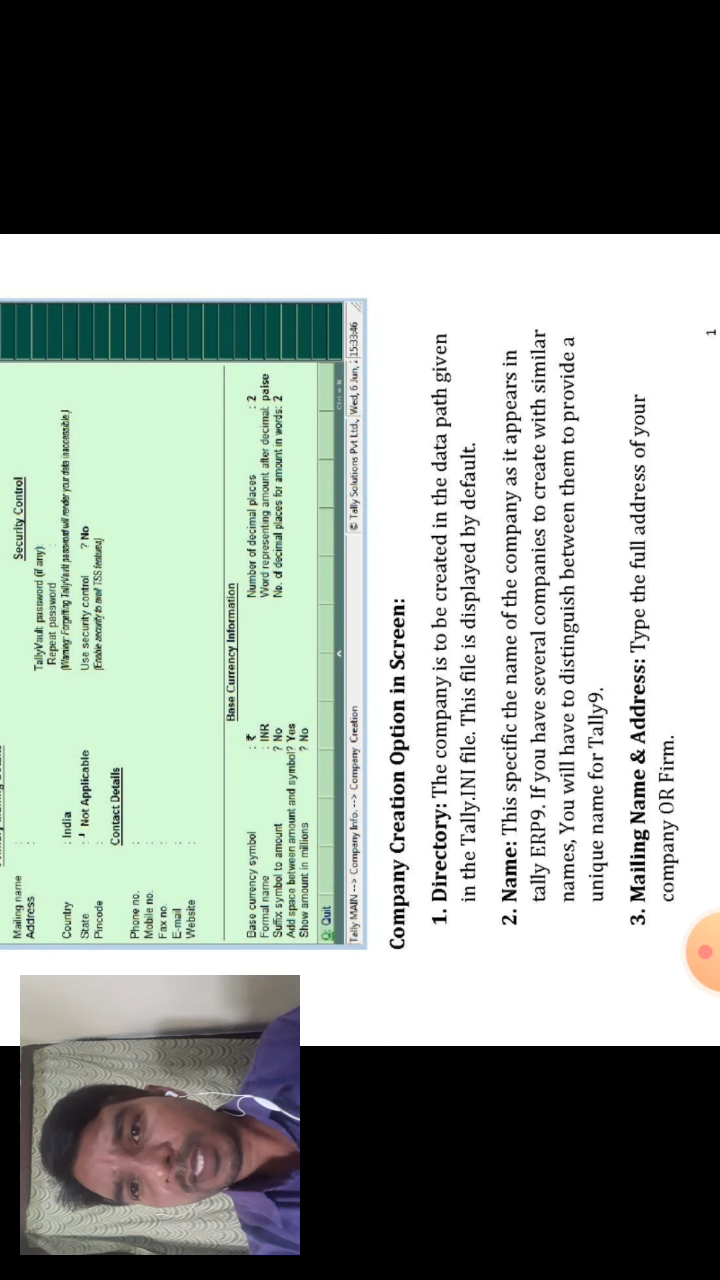 Mailing name :
Address :
Country : India
State : Not Applicable
Pincode :
Contact Details
Phone no. :
Mobile no. :
Fax no. :
E-mail :
Website :
Security Control
TallyVault password (if any) :
Repeat password :
(Warning: Forgetting TallyVault password will render your data inaccessible.)
Use security control ? No
(Enable security to avail TSS features)
Base Currency Information
Base currency symbol : ₹
Formal name : INR
Suffix symbol to amount ? No
Add space between amount and symbol? Yes
Show amount in millions ? No
Number of decimal places : 2
Word representing amount after decimal: paise
No. of decimal places for amount in words: 2
Q: Quit
Ctrl + N
Tally MAIN --> Company Info. --> Company Creation © Tally Solutions Pvt Ltd., Wed, 6 Jun, 15:33:46
Company Creation Option in Screen:
1. Directory: The company is to be created in the data path given
in the Tally.INI file. This file is displayed by default.
2. Name: This specific the name of the company as it appears in
tally ERP9. If you have several companies to create with similar
names, You will have to distinguish between them to provide a
unique name for Tally9.
3. Mailing Name & Address: Type the full address of your
company OR Firm.
1